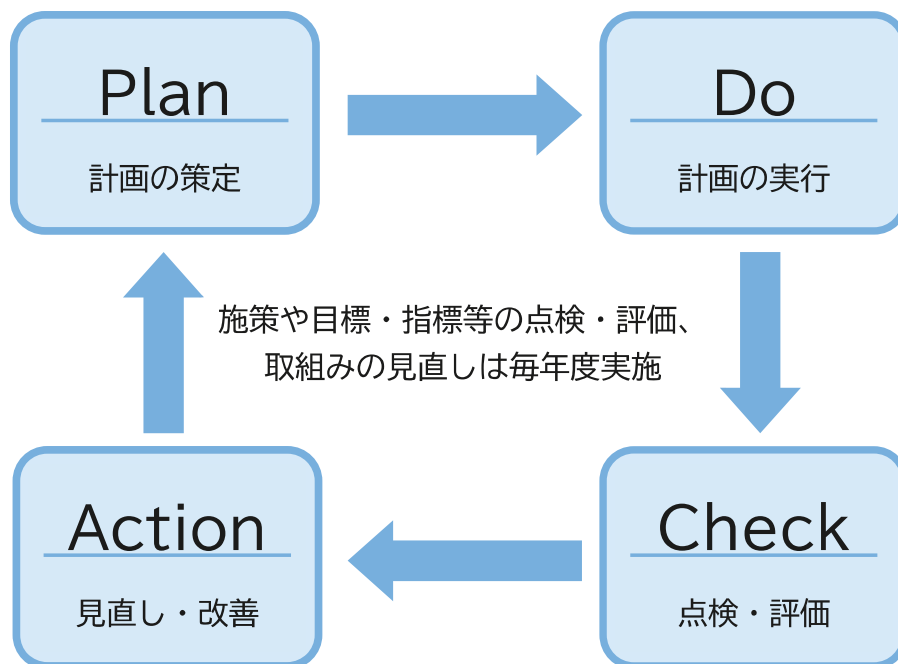 Plan
計画の策定
Do
計画の実行
施策や目標・指標等の点検・評価、
取組みの見直しは毎年度実施
Action
見直し・改善
Check
点検・評価